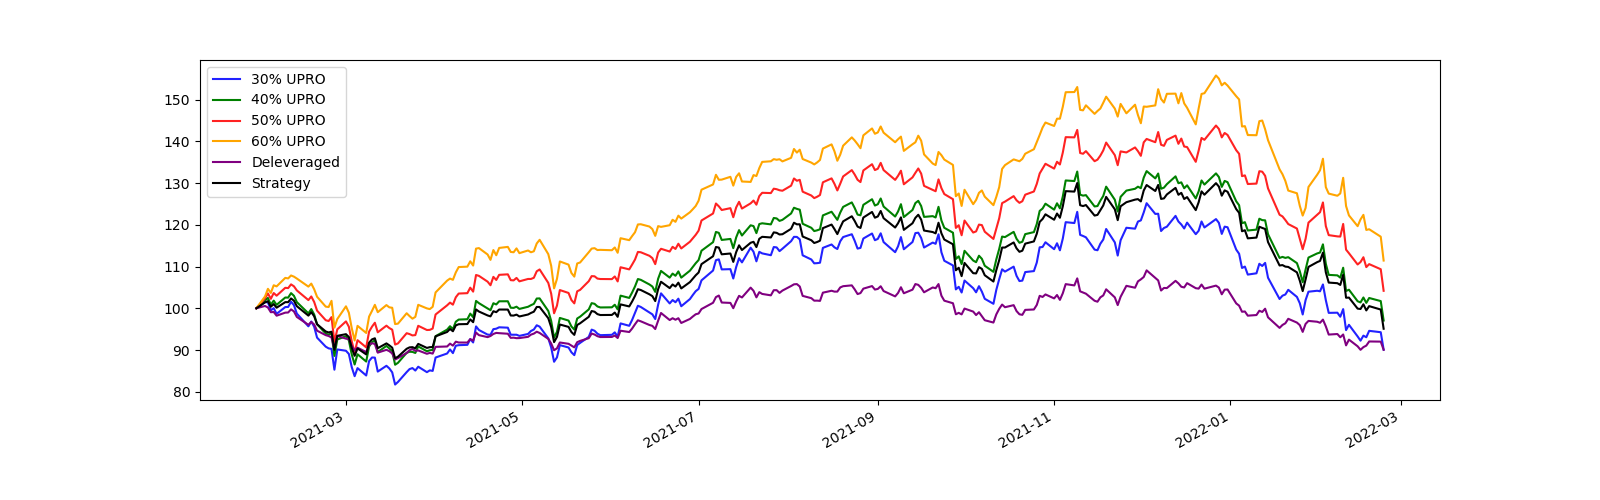 30% UPRO
40% UPRO
50% UPRO
60% UPRO
Deleveraged
Strategy
150
140
130
120
110
100
90
80
2021-03
2021-05
2021-07
2021-09
2021-11
2022-01
2022-03